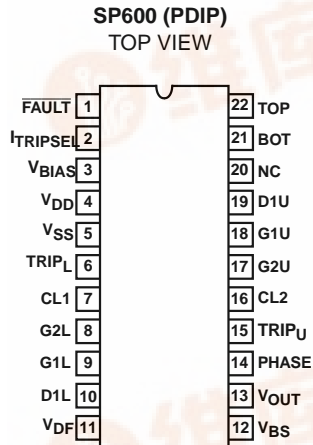 SP600 (PDIP)
TOP VIEW
FAULT 1
ITRIPSEL 2
VBIAS 3
VDD 4
VSS 5
TRIPL 6
CL1 7
G2L 8
G1L 9
D1L 10
VDF 11
22 TOP
21 BOT
20 NC
19 D1U
18 G1U
17 G2U
16 CL2
15 TRIPU
14 PHASE
13 VOUT
12 VBS